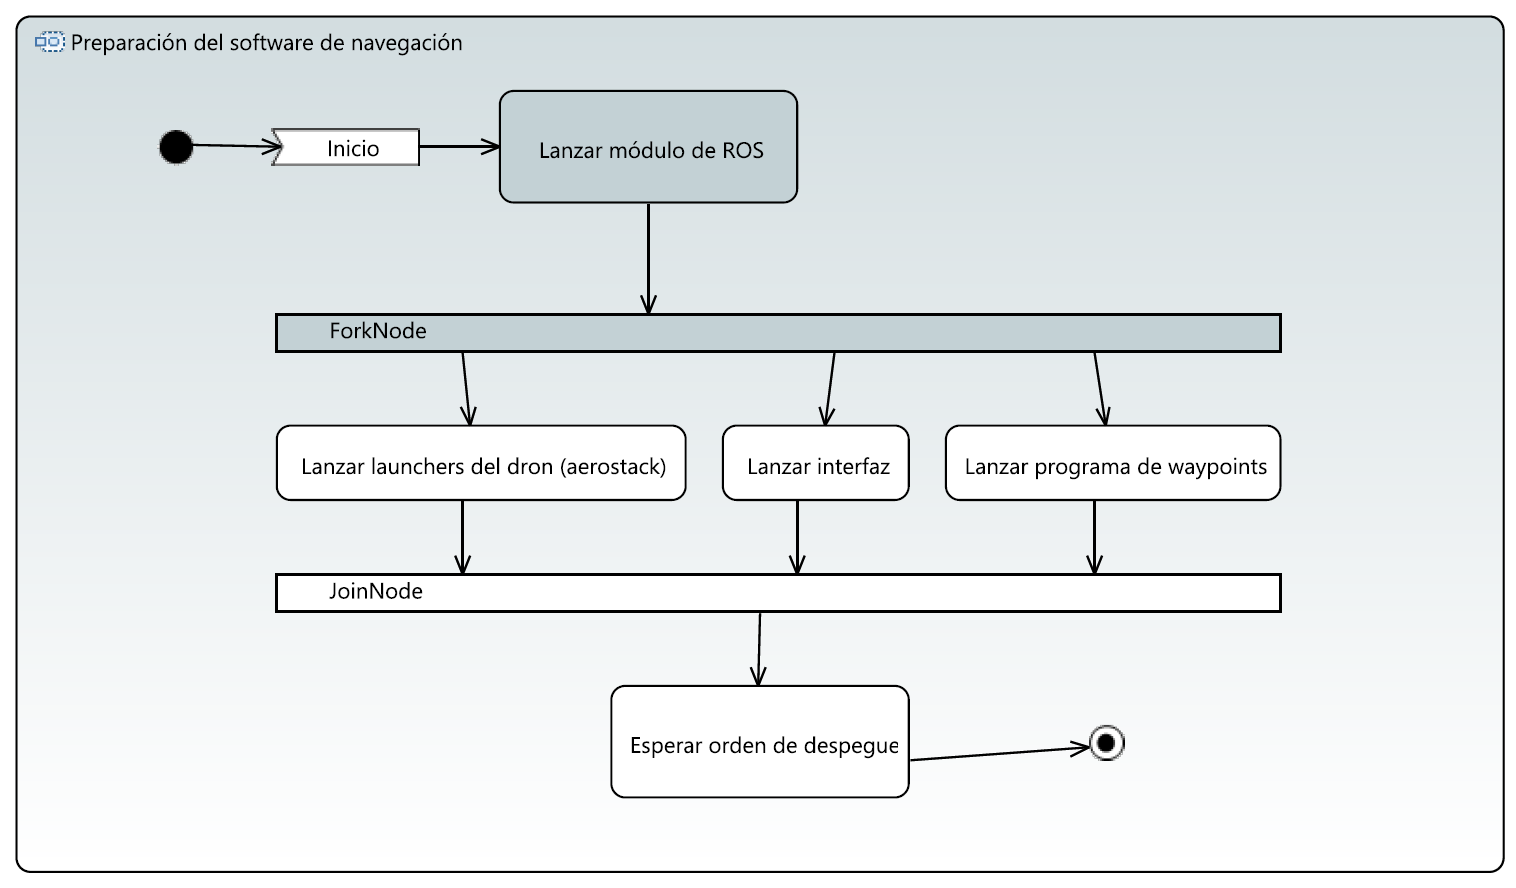 Preparación del software de navegación
Inicio
Lanzar módulo de ROS
ForkNode
Lanzar launchers del dron (aerostack)
Lanzar interfaz
Lanzar programa de waypoints
JoinNode
Esperar orden de despegue